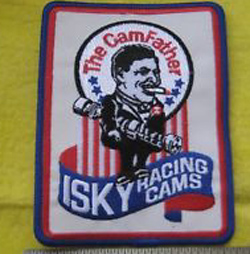 The CamFather
ISKY RACING
CAMS